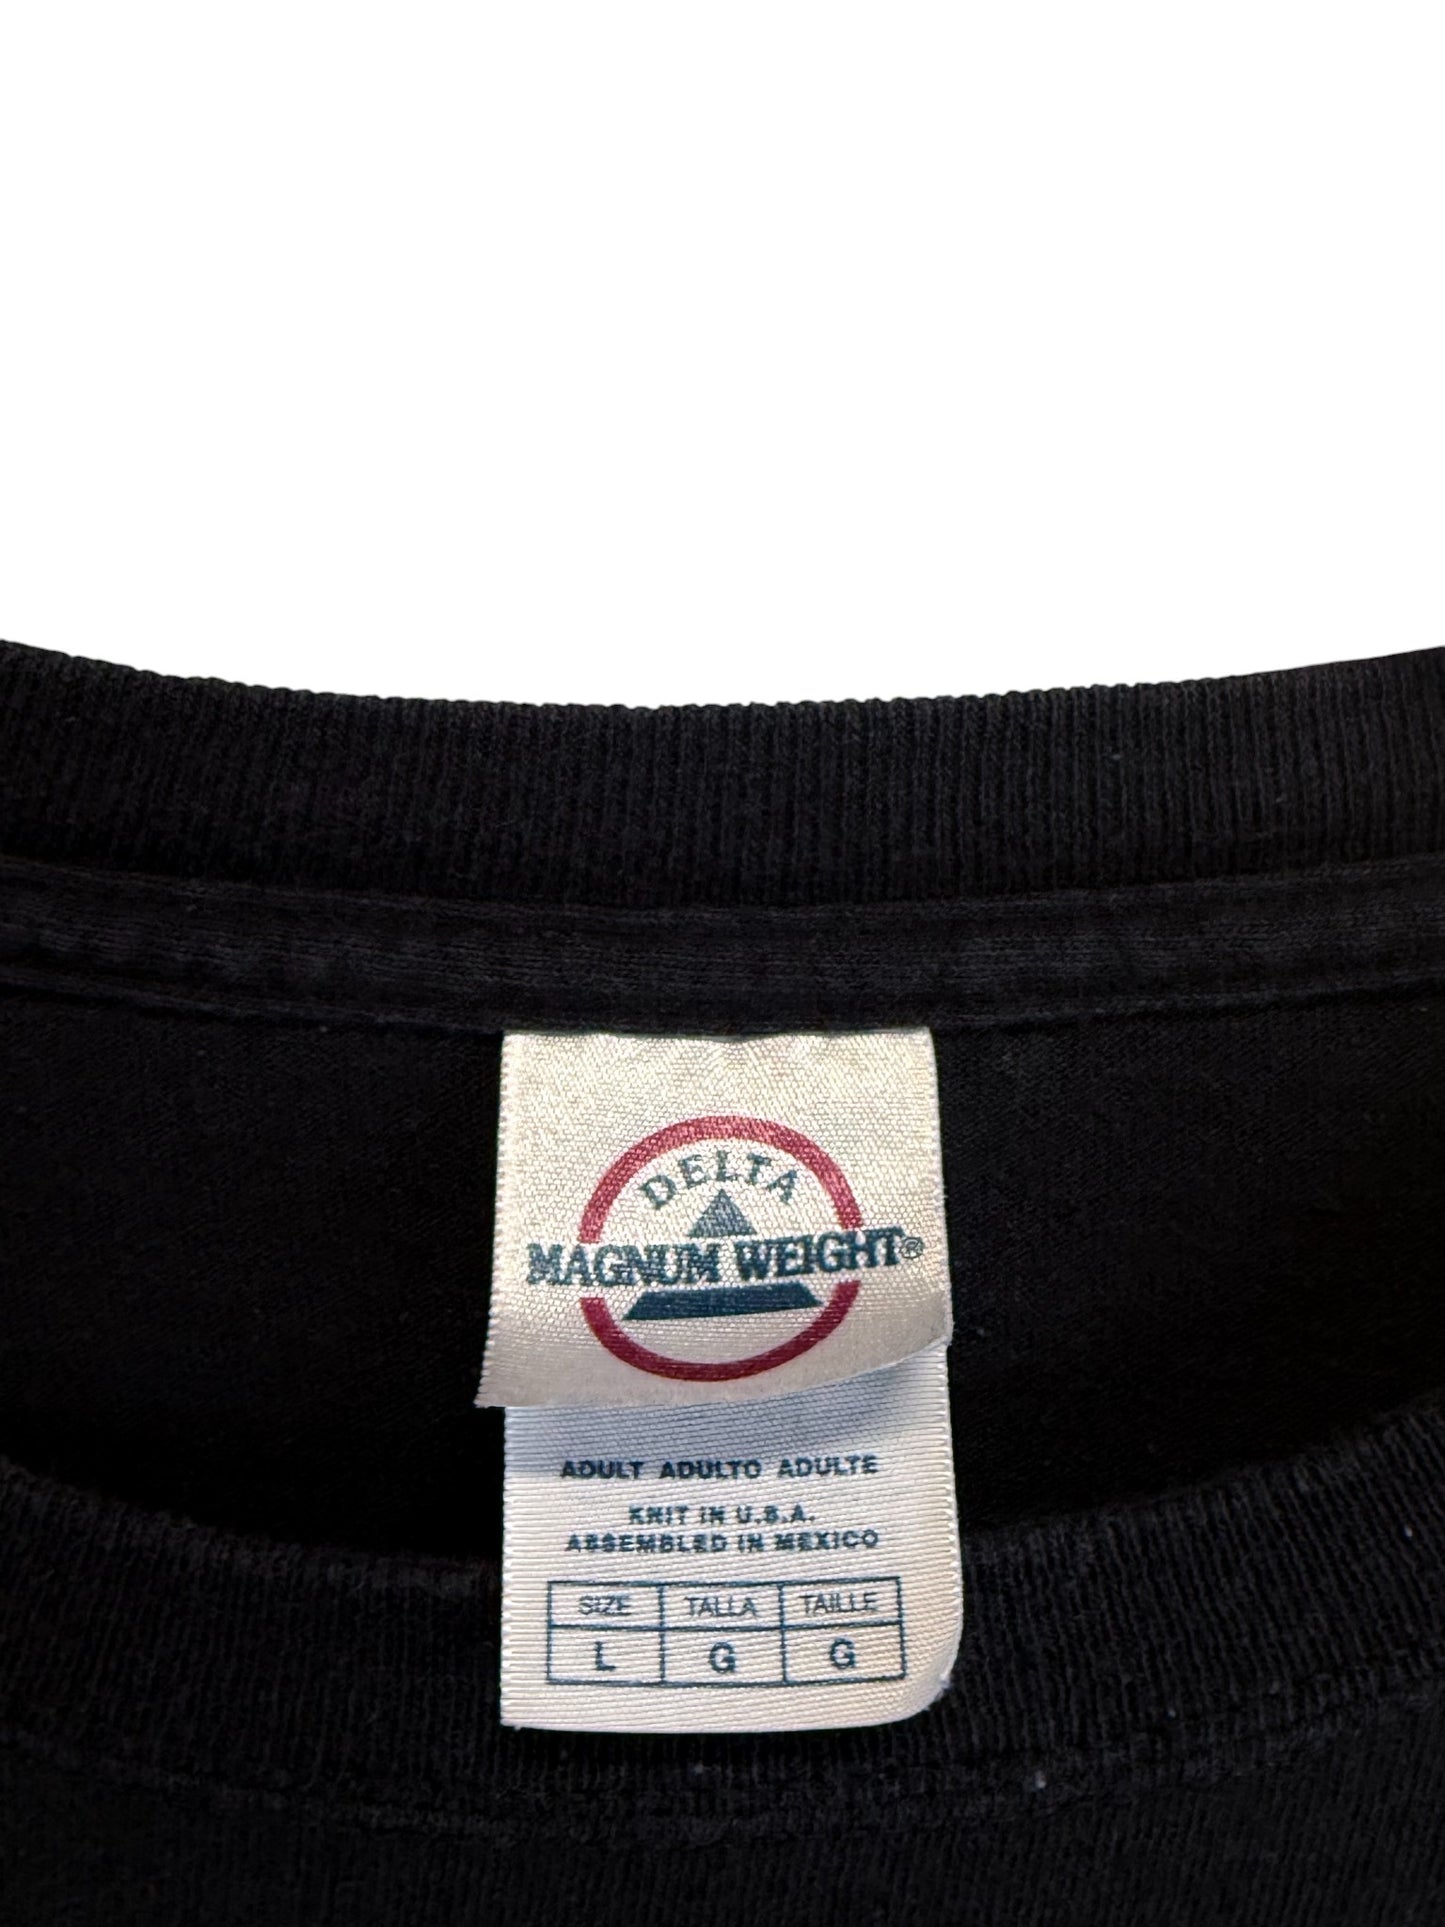 DELTA
MAGNUM WEIGHT®
ADULT ADULTO ADULTE
KNIT IN U.S.A.
ASSEMBLED IN MEXICO
SIZE TALLA TAILLE
L G G